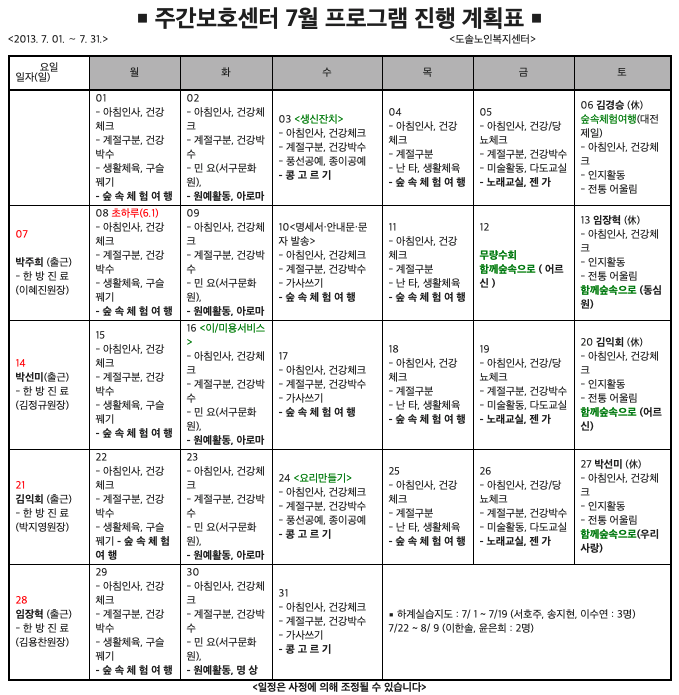 ▪ 주간보호센터 7월 프로그램 진행 계획표 ▪
<2013. 7. 01. ~ 7. 31.>
<도솔노인복지센터>
요일
일자(일)
월
화
수
목
금
토
01
- 아침인사, 건강
체크
- 계절구분, 건강
박수
- 생활체육, 구슬
꿰기
- 숲 속 체 험 여 행
02
- 아침인사, 건강체
크
- 계절구분, 건강박
수
- 민 요(서구문화
원),
- 원예활동, 아로마
03 <생신잔치>
- 아침인사, 건강체크
- 계절구분, 건강박수
- 풍선공예, 종이공예
- 콩 고 르 기
04
- 아침인사, 건강
체크
- 계절구분
- 난 타, 생활체육
- 숲 속 체 험 여 행
05
- 아침인사, 건강/당
뇨체크
- 계절구분, 건강박수
- 미술활동, 다도교실
- 노래교실, 젠 가
06 김경승 (休)
숲속체험여행(대전
제일)
- 아침인사, 건강체
크
- 인지활동
- 전통 어울림
07
박주희 (출근)
- 한 방 진 료
(이혜진원장)
08 초하루(6.1)
- 아침인사, 건강
체크
- 계절구분, 건강
박수
- 생활체육, 구슬
꿰기
- 숲 속 체 험 여 행
09
- 아침인사, 건강체
크
- 계절구분, 건강박
수
- 민 요(서구문화
원),
- 원예활동, 아로마
10<명세서·안내문·문
자 발송>
- 아침인사, 건강체크
- 계절구분, 건강박수
- 가사쓰기
- 숲 속 체 험 여 행
11
- 아침인사, 건강
체크
- 계절구분
- 난 타, 생활체육
- 숲 속 체 험 여 행
12
무량수회
함께숲속으로 ( 어르
신 )
13 임장혁 (休)
- 아침인사, 건강체
크
- 인지활동
- 전통 어울림
함께숲속으로 (동심
원)
14
박선미(출근)
- 한 방 진 료
(김정규원장)
15
- 아침인사, 건강
체크
- 계절구분, 건강
박수
- 생활체육, 구슬
꿰기
- 숲 속 체 험 여 행
16 <이/미용서비스
>
- 아침인사, 건강체
크
- 계절구분, 건강박
수
- 민 요(서구문화
원),
- 원예활동, 아로마
17
- 아침인사, 건강체크
- 계절구분, 건강박수
- 가사쓰기
- 숲 속 체 험 여 행
18
- 아침인사, 건강
체크
- 계절구분
- 난 타, 생활체육
- 숲 속 체 험 여 행
19
- 아침인사, 건강/당
뇨체크
- 계절구분, 건강박수
- 미술활동, 다도교실
- 노래교실, 젠 가
20 김익회 (休)
- 아침인사, 건강체
크
- 인지활동
- 전통 어울림
함께숲속으로 (어르
신)
21
김익회 (출근)
- 한 방 진 료
(박지영원장)
22
- 아침인사, 건강
체크
- 계절구분, 건강
박수
- 생활체육, 구슬
꿰기 - 숲 속 체 험
여 행
23
- 아침인사, 건강체
크
- 계절구분, 건강박
수
- 민 요(서구문화
원),
- 원예활동, 아로마
24 <요리만들기>
- 아침인사, 건강체크
- 계절구분, 건강박수
- 풍선공예, 종이공예
- 콩 고 르 기
25
- 아침인사, 건강
체크
- 계절구분
- 난 타, 생활체육
- 숲 속 체 험 여 행
26
- 아침인사, 건강/당
뇨체크
- 계절구분, 건강박수
- 미술활동, 다도교실
- 노래교실, 젠 가
27 박선미 (休)
- 아침인사, 건강체
크
- 인지활동
- 전통 어울림
함께숲속으로(우리
사랑)
28
임장혁 (출근)
- 한 방 진 료
(김용찬원장)
29
- 아침인사, 건강
체크
- 계절구분, 건강
박수
- 생활체육, 구슬
꿰기
- 숲 속 체 험 여 행
30
- 아침인사, 건강체
크
- 계절구분, 건강박
수
- 민 요(서구문화
원),
- 원예활동, 명 상
31
- 아침인사, 건강체크
- 계절구분, 건강박수
- 가사쓰기
- 콩 고 르 기
▪ 하계실습지도 : 7/ 1 ~ 7/19 (서호주, 송지현, 이수연 : 3명)
7/22 ~ 8/ 9 (이한솔, 윤은희 : 2명)
<일정은 사정에 의해 조정될 수 있습니다>